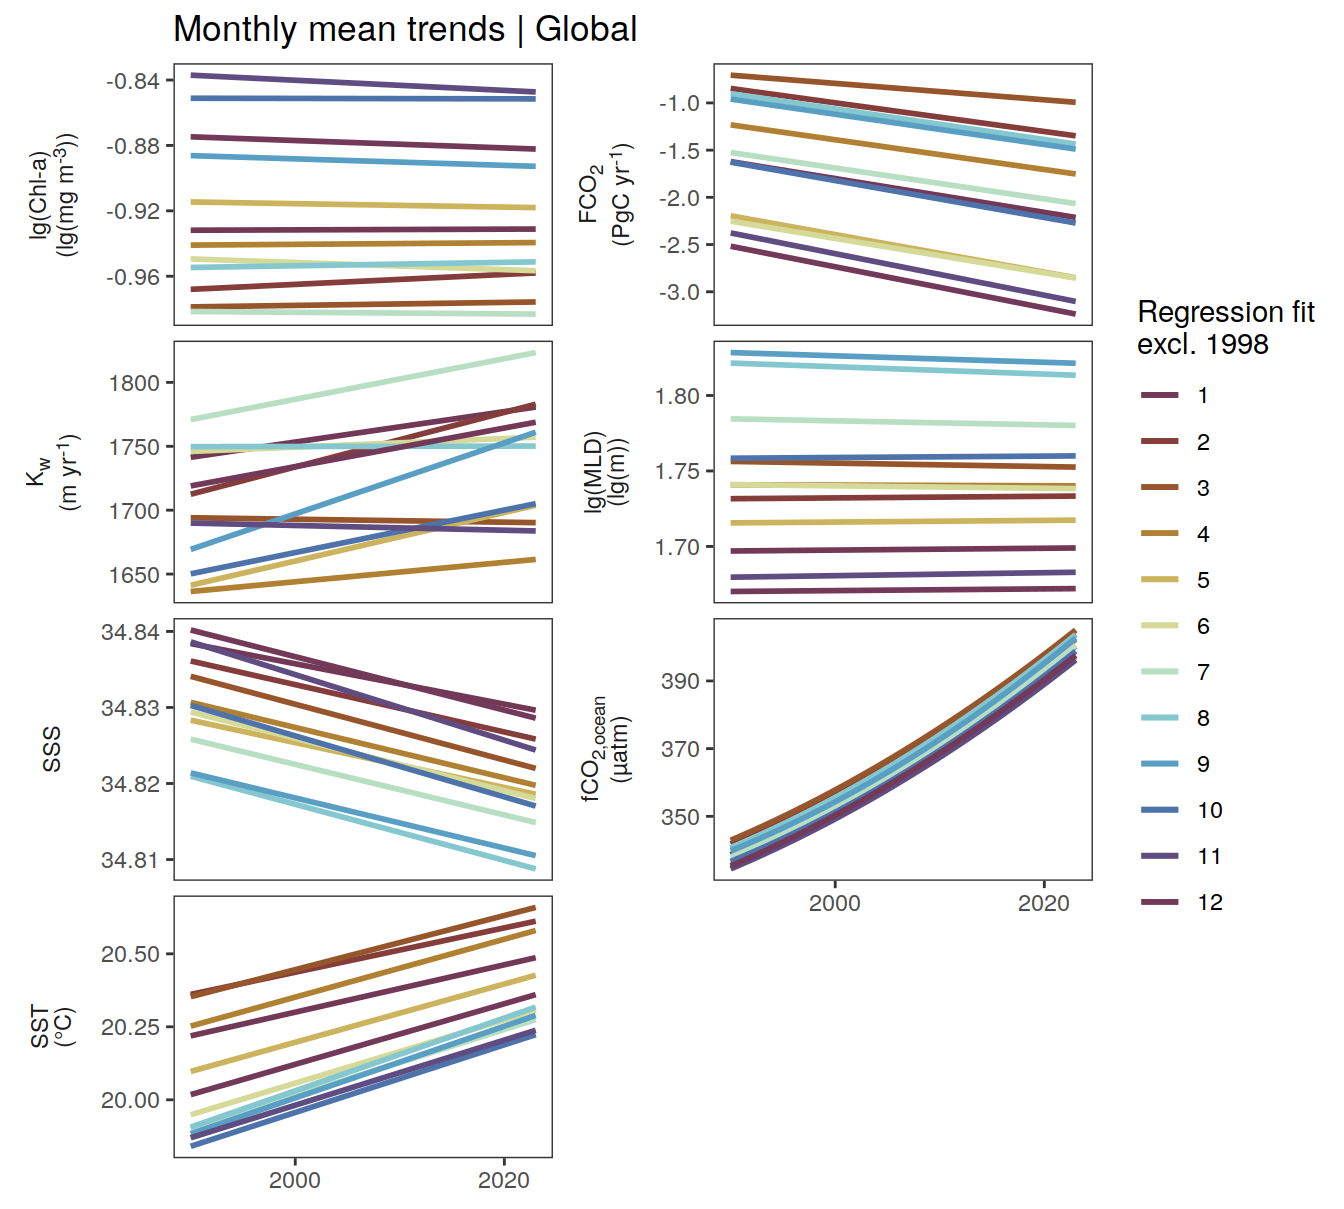 Monthly mean trends | Global
-0.84
-0.88
-0.92
-0.96
lg(Chl-a)
(lg(mg m⁻³))
-1.0
-1.5
-2.0
-2.5
-3.0
FCO₂
(PgC yr⁻¹)
1800
1750
1700
1650
K_w
(m yr⁻¹)
1.80
1.75
1.70
lg(MLD)
(lg(m))
34.84
34.83
34.82
34.81
SSS
390
370
350
fCO₂,ocean
(µatm)
2000
2020
20.50
20.25
20.00
SST
(°C)
2000
2020
Regression fit
excl. 1998
1
2
3
4
5
6
7
8
9
10
11
12